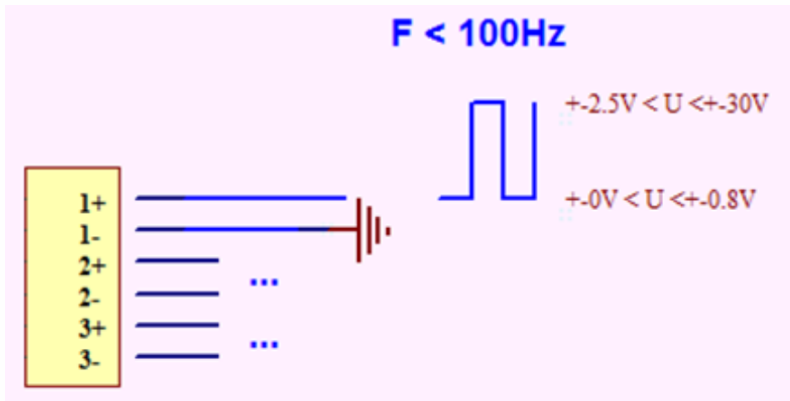 F < 100Hz
+-2.5V < U <+-30V
+-0V < U <+-0.8V
1+
1-
2+
...
2-
3+
...
3-